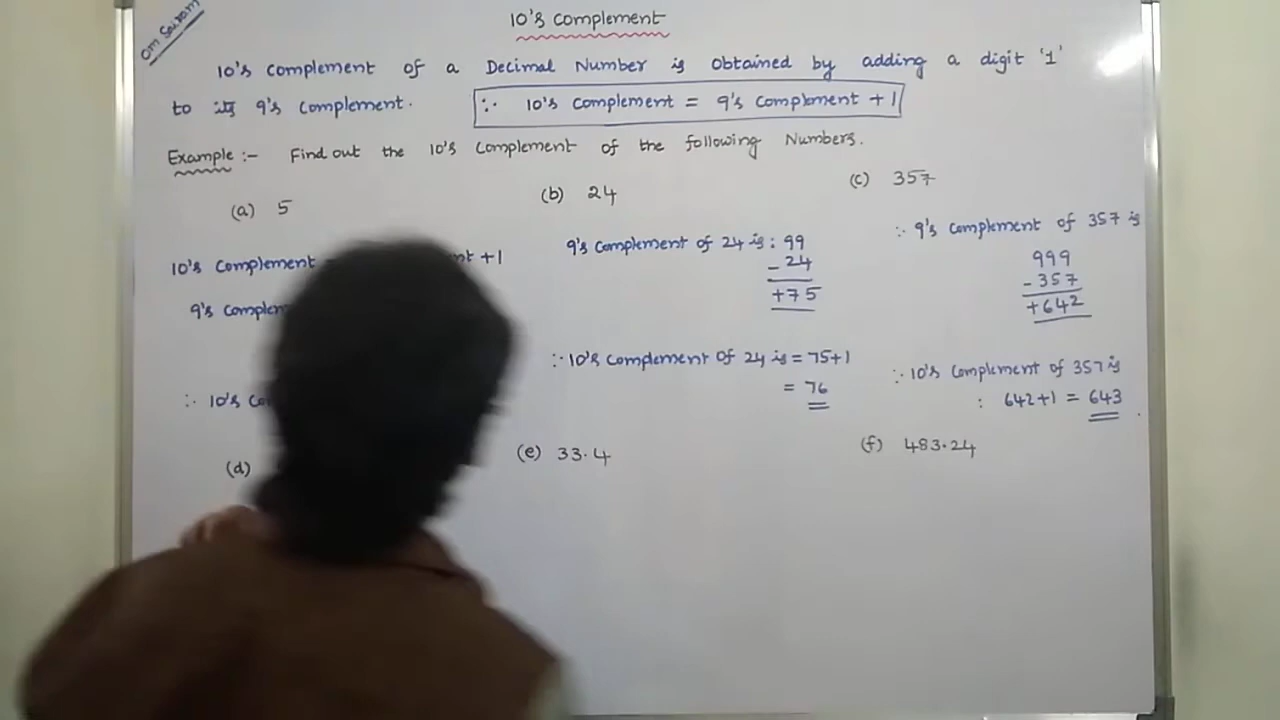 Om Sairam
10's Complement
10's Complement of a Decimal Number is Obtained by adding a digit '1'
to its 9's Complement. ∵ 10's Complement = 9's Complement + 1
Example :- Find out the 10's Complement of the following Numbers.
(a) 5 (b) 24 (c) 357
10's Complement +1
9's
9's Complement of 24 is : 99
- 24
+75
∵ 10's Complement of 24 is = 75+1
= 76
∵ 9's Complement of 357 is
999
- 357
+642
∵ 10's Complement of 357 is
: 642+1 = 643
∴ 10's
(d) (e) 33.4 (f) 483.24